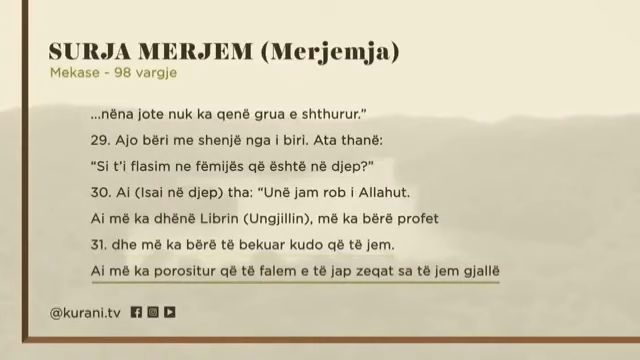 SURJA MERJEM (Merjemja)
Mekase - 98 vargje
...nëna jote nuk ka qenë grua e shthurur.”
29. Ajo bëri me shenjë nga i biri. Ata thanë:
“Si t’i flasim ne fëmijës që është në djep?”
30. Ai (Isai në djep) tha: “Unë jam rob i Allahut.
Ai më ka dhënë Librin (Ungjillin), më ka bërë profet
31. dhe më ka bërë të bekuar kudo që të jem.
Ai më ka porositur që të falem e të jap zeqat sa të jem gjallë
@kurani.tv